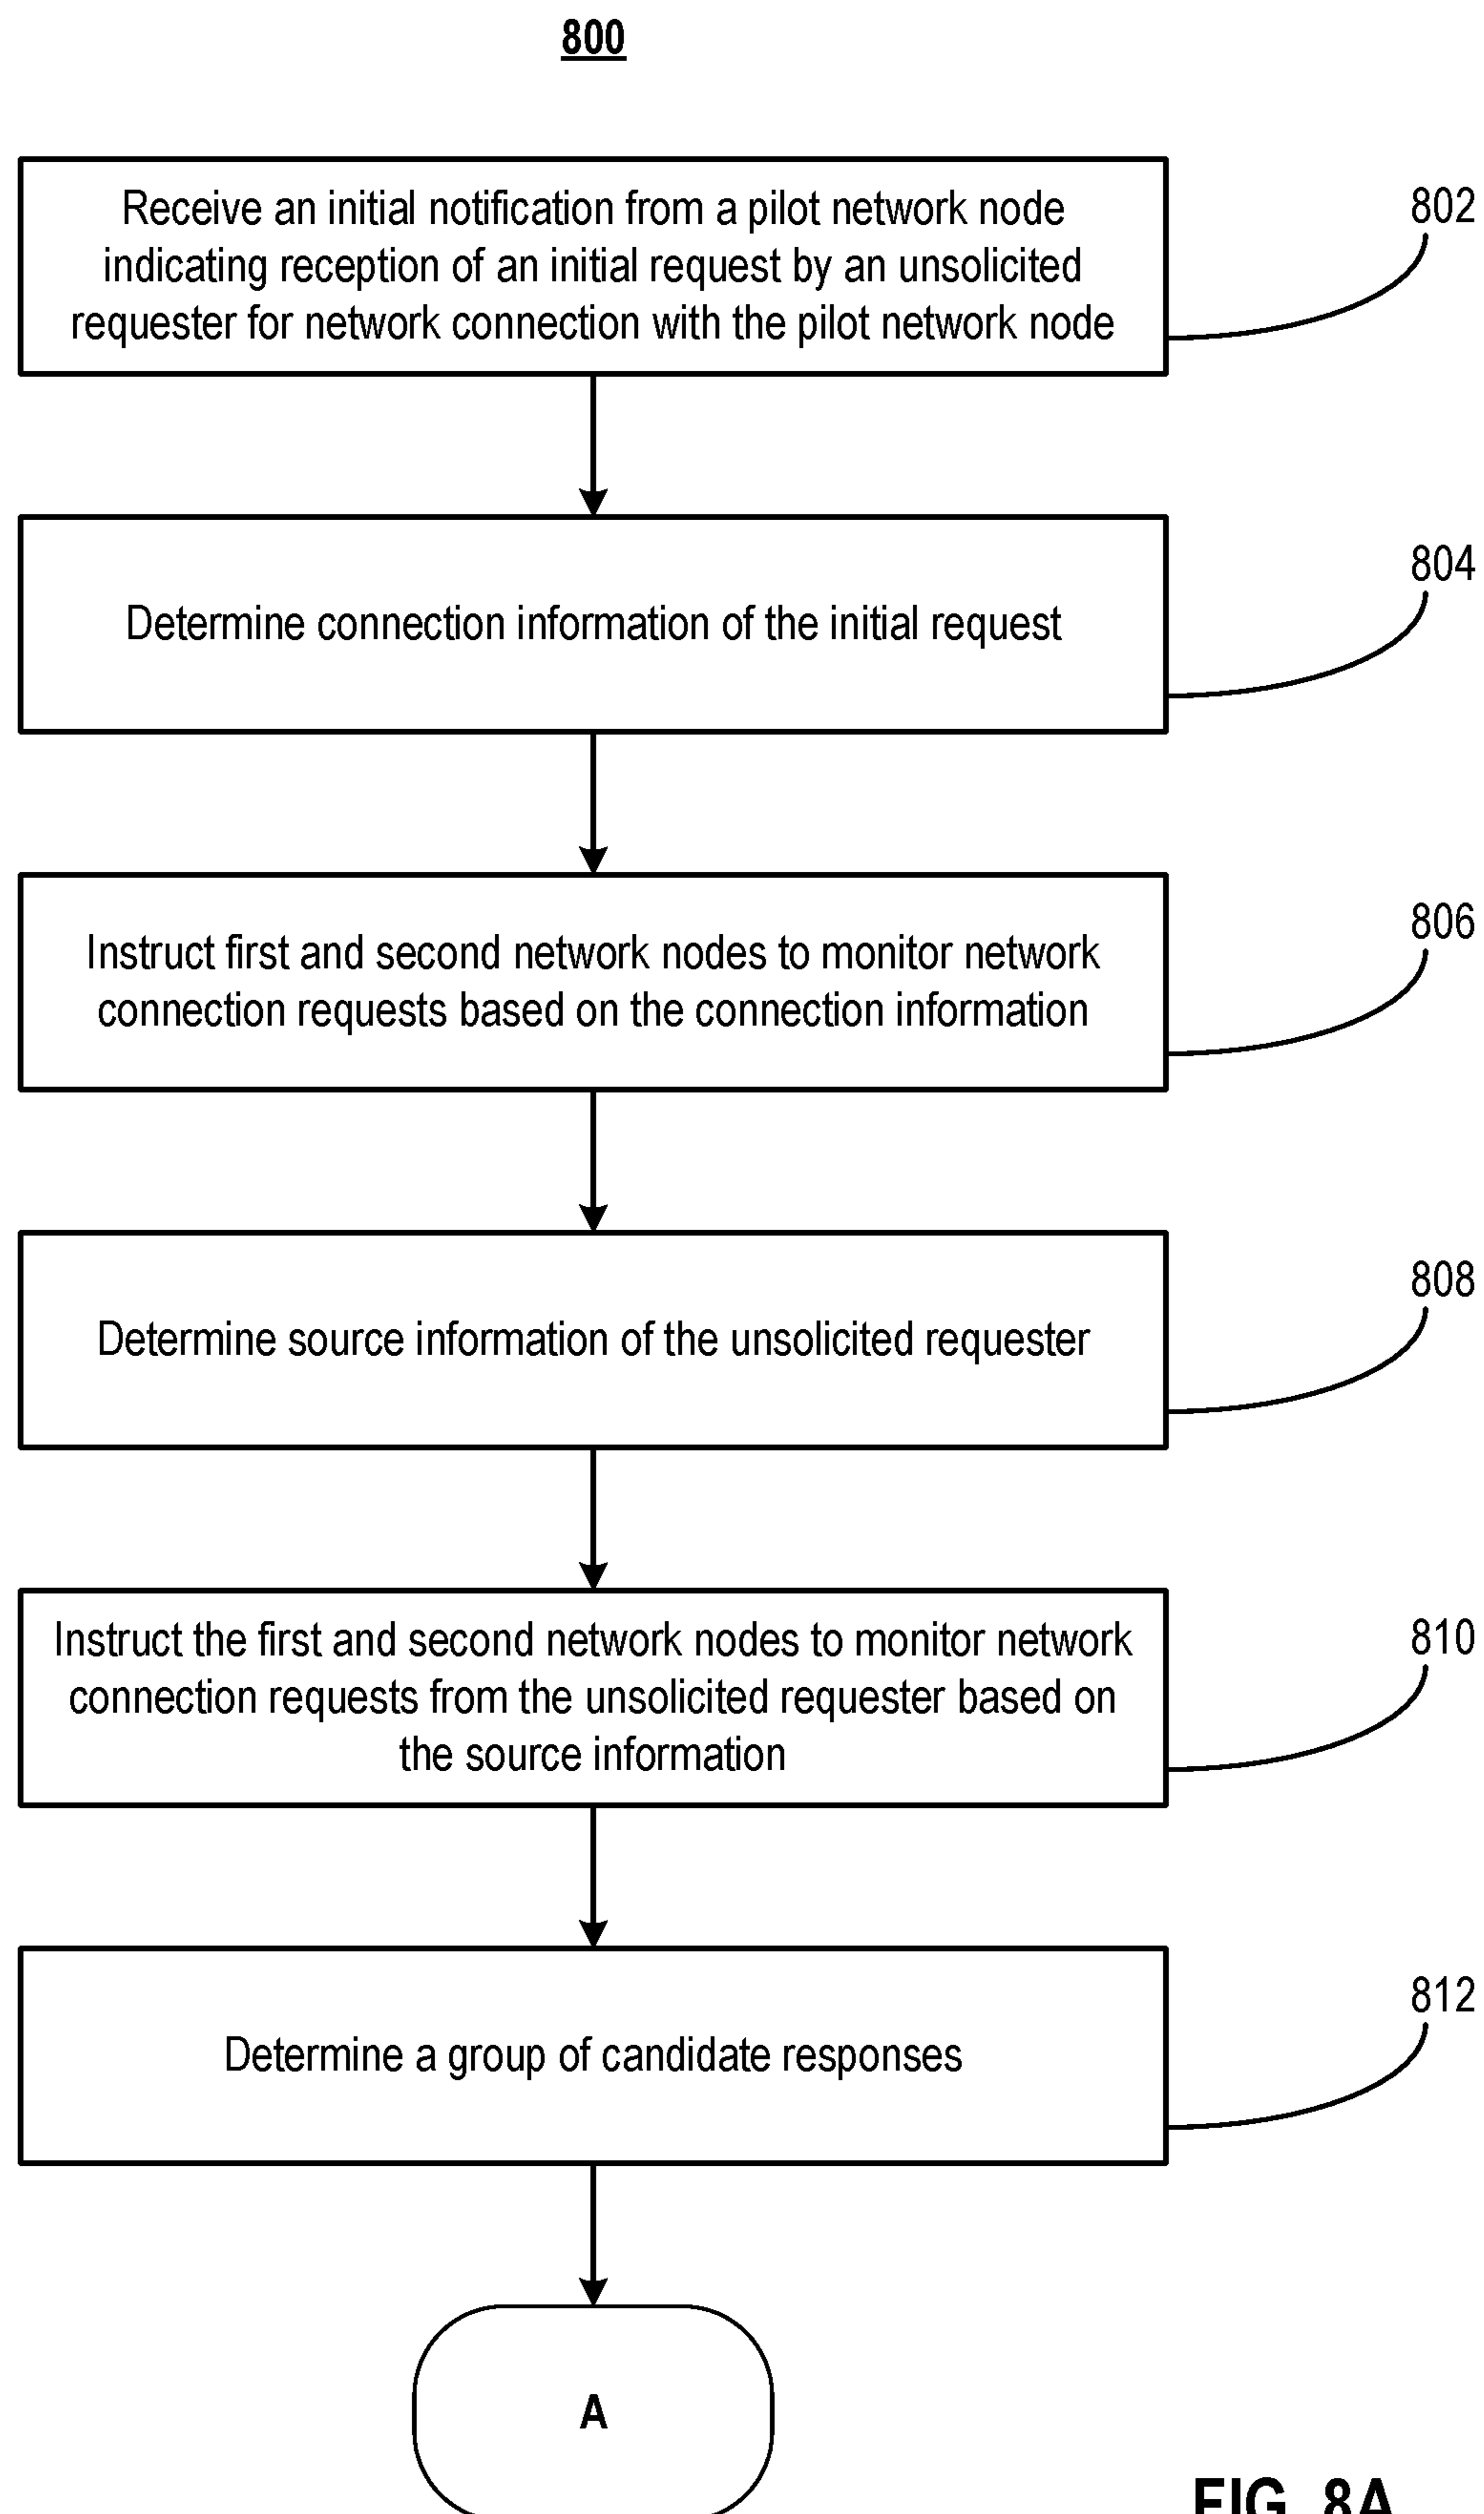 800
Receive an initial notification from a pilot network node
indicating reception of an initial request by an unsolicited
requester for network connection with the pilot network node
802
Determine connection information of the initial request
804
Instruct first and second network nodes to monitor network
connection requests based on the connection information
806
Determine source information of the unsolicited requester
808
Instruct the first and second network nodes to monitor network
connection requests from the unsolicited requester based on
the source information
810
Determine a group of candidate responses
812
A
FIG. 8A